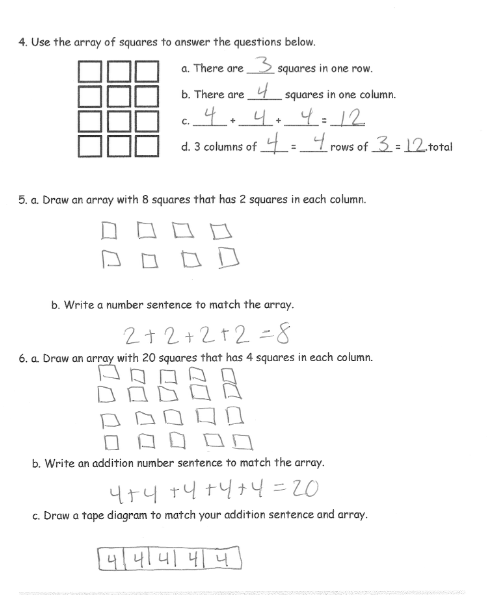 4. Use the array of squares to answer the questions below.
a. There are 3 squares in one row.
b. There are 4 squares in one column.
c. 4 + 4 + 4 = 12
d. 3 columns of 4 = 4 rows of 3 = 12 total
5. a. Draw an array with 8 squares that has 2 squares in each column.
b. Write a number sentence to match the array.
2+2+2+2=8
6. a. Draw an array with 20 squares that has 4 squares in each column.
b. Write an addition number sentence to match the array.
4+4+4+4+4=20
c. Draw a tape diagram to match your addition sentence and array.
4 4 4 4 4